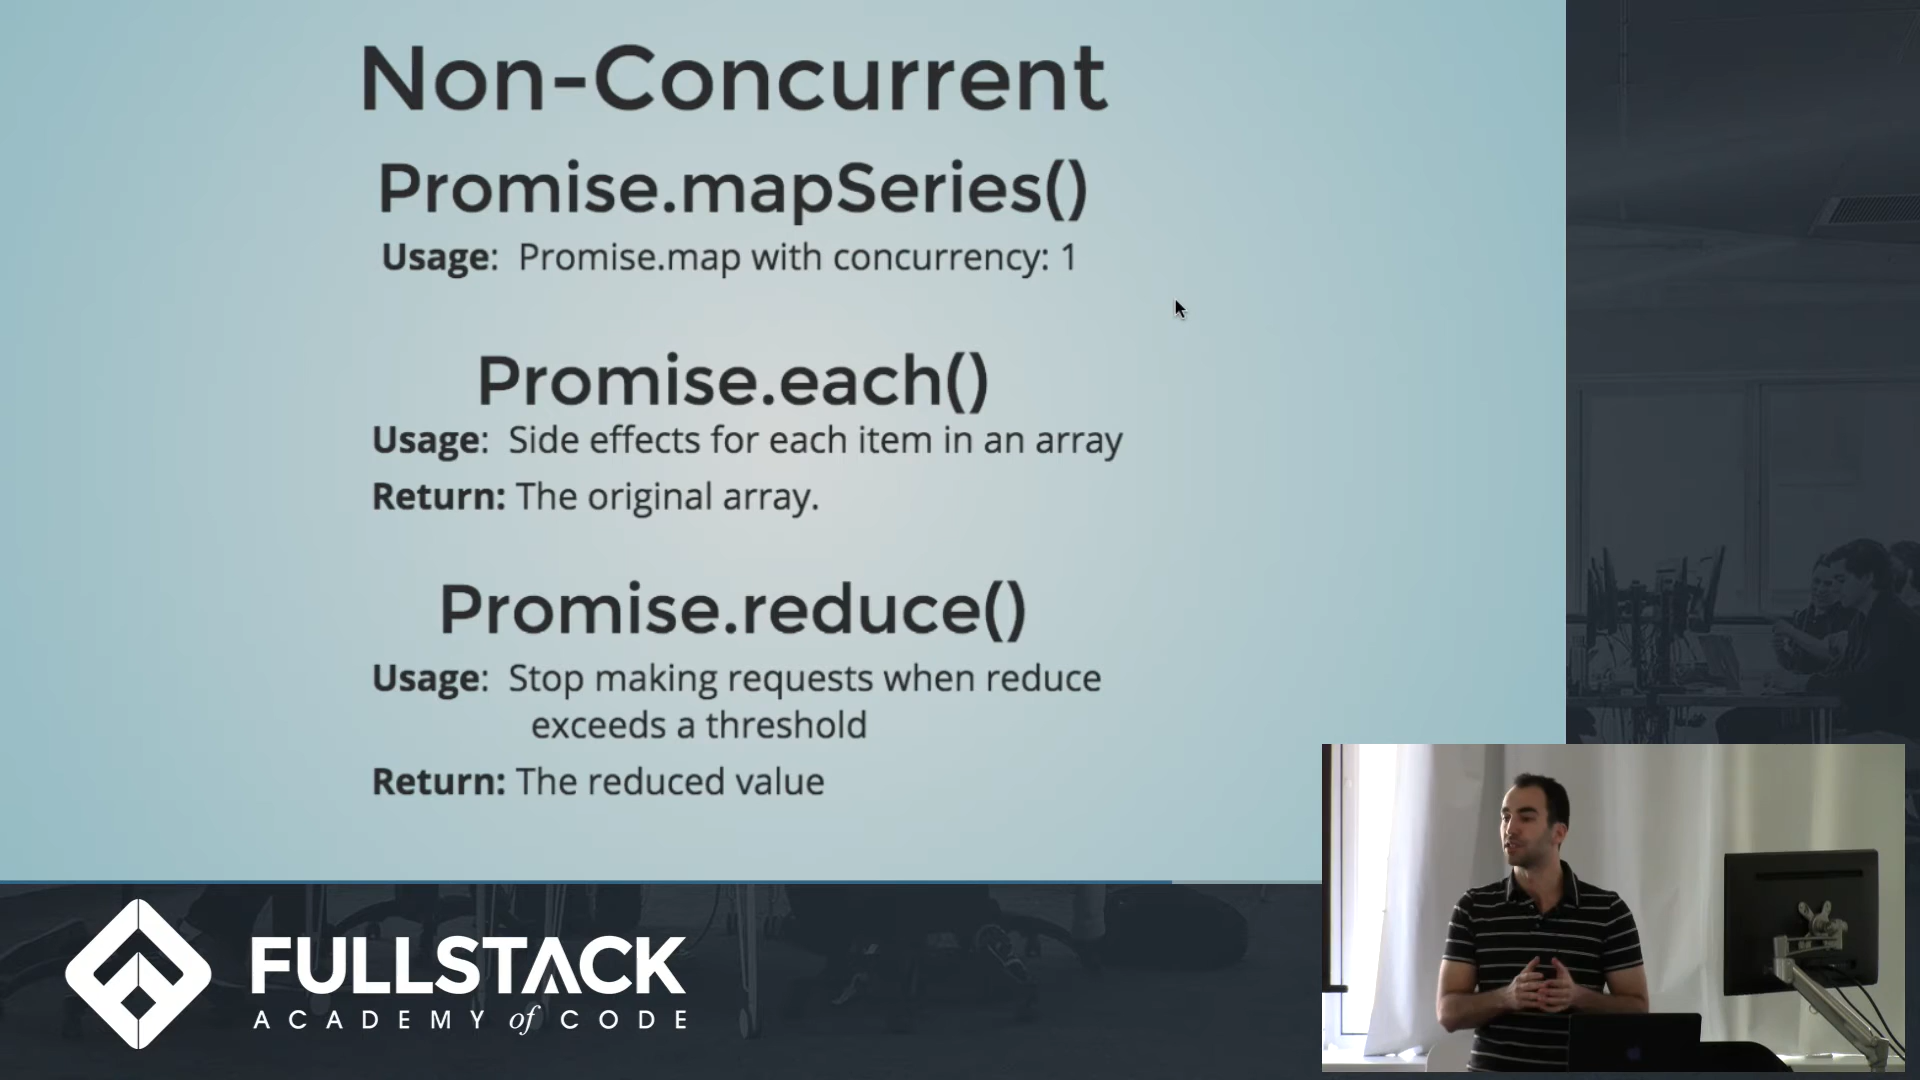 Non-Concurrent
Promise.mapSeries()
Usage: Promise.map with concurrency: 1
Promise.each()
Usage: Side effects for each item in an array
Return: The original array.
Promise.reduce()
Usage: Stop making requests when reduce
exceeds a threshold
Return: The reduced value
FULLSTACK
ACADEMY of CODE